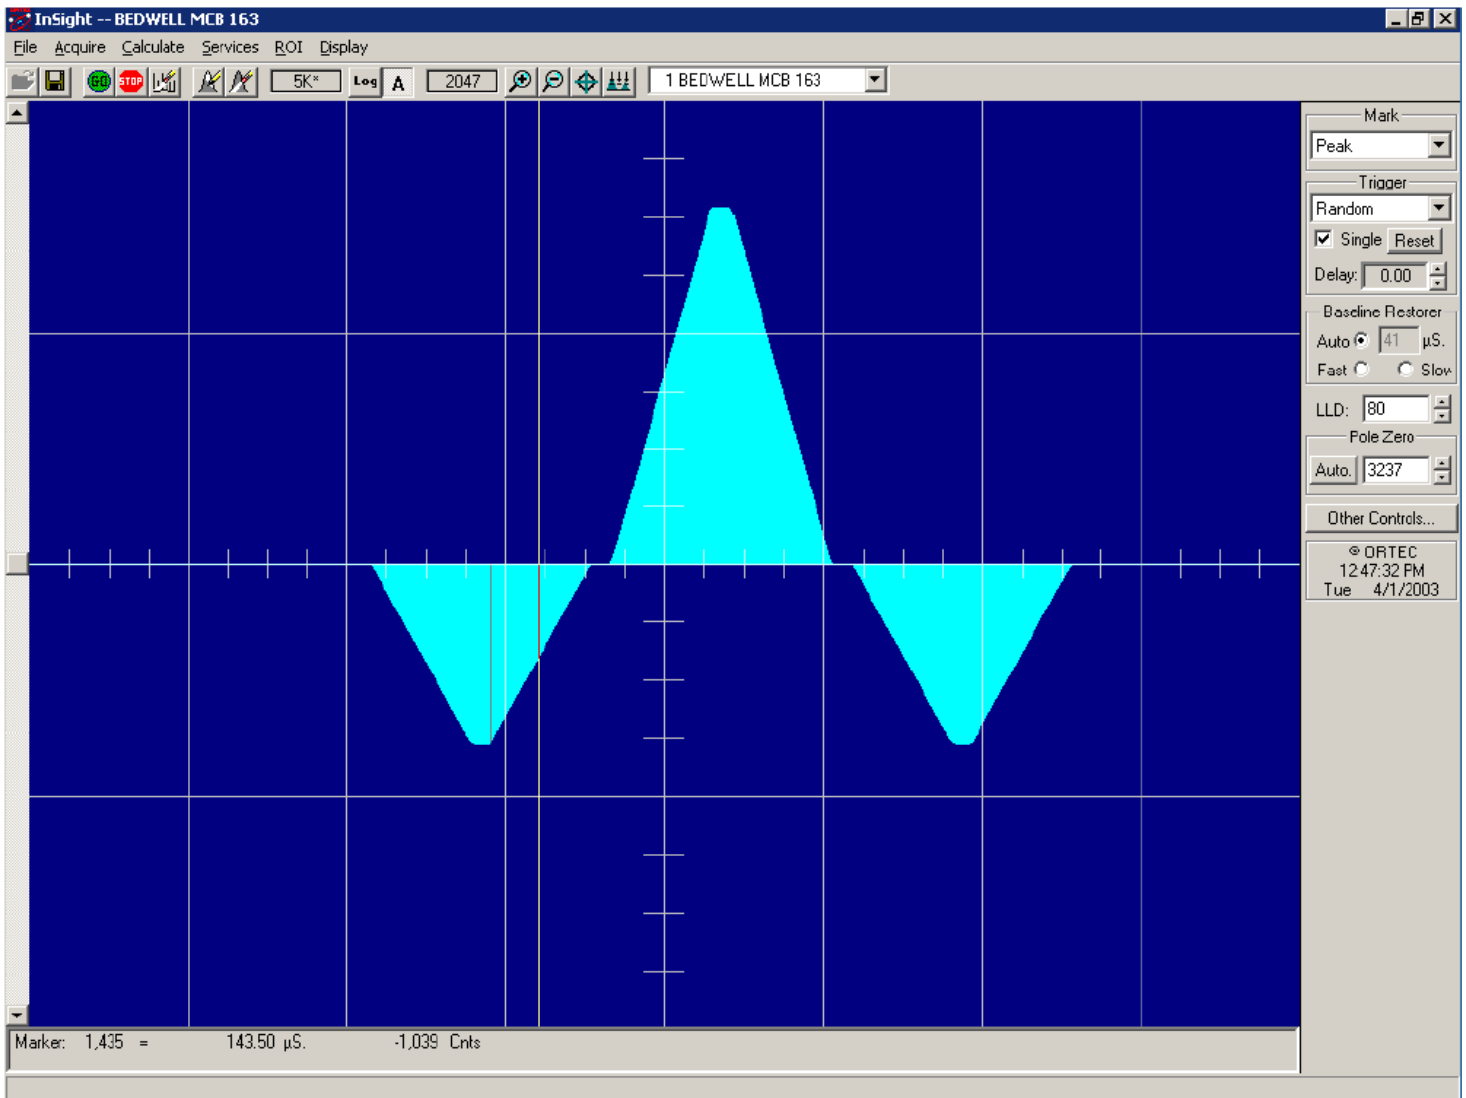 InSight -- BEDWELL MCB 163
File Acquire Calculate Services ROI Display
GO STOP 5K* Log A 2047 1 BEDWELL MCB 163
Mark
Peak
Trigger
Random
Single Reset
Delay: 0.00
Baseline Restorer
Auto 41 µS.
Fast Slow
LLD: 80
Pole Zero
Auto. 3237
Other Controls...
® ORTEC
12:47:32 PM
Tue 4/1/2003
Marker: 1,435 = 143.50 µS. -1,039 Cnts